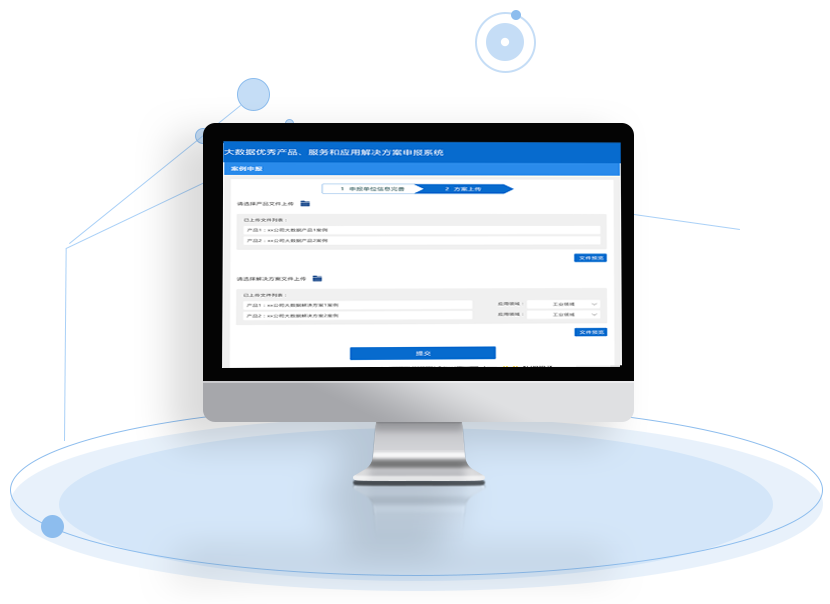 大数据优秀产品、服务和应用解决方案申报系统
案例申报
1 申报单位信息完善 2 方案上传
请选择产品文件上传
已上传文件列表：
产品1：xx公司大数据产品1案例
产品2：xx公司大数据产品2案例
文件预览
请选择解决方案文件上传
已上传文件列表：
产品1：xx公司大数据解决方案1案例 应用领域： 工业领域
产品2：xx公司大数据解决方案2案例 应用领域： 工业领域
文件预览
提交